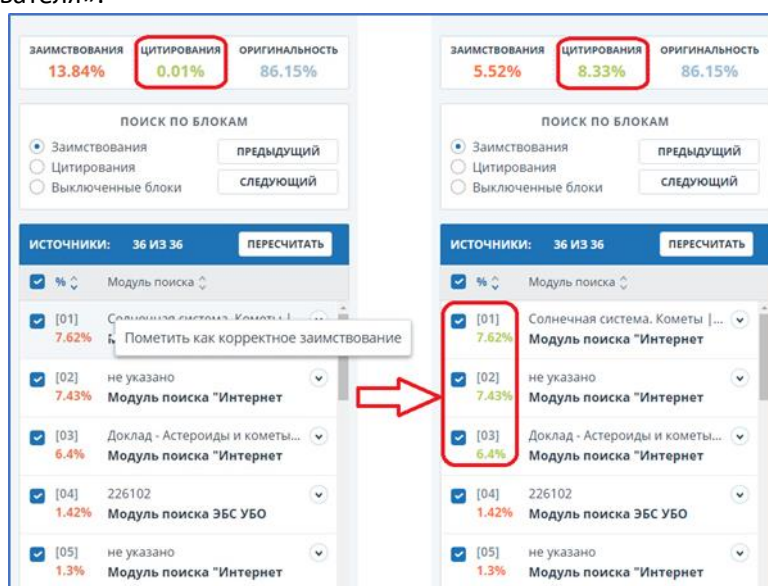 вателя».
ЗАИМСТВОВАНИЯ ЦИТИРОВАНИЯ ОРИГИНАЛЬНОСТЬ
13.84% 0.01% 86.15%
ПОИСК ПО БЛОКАМ
Заимствования
Цитирования
Выключенные блоки
ПРЕДЫДУЩИЙ
СЛЕДУЮЩИЙ
ИСТОЧНИКИ: 36 ИЗ 36 ПЕРЕСЧИТАТЬ
% Модуль поиска
[01] Солнечная система. Кометы |
7.62%
Пометить как корректное заимствование
[02] не указано
7.43% Модуль поиска "Интернет
[03] Доклад - Астероиды и кометы...
6.4% Модуль поиска "Интернет
[04] 226102
1.42% Модуль поиска ЭБС УБО
[05] не указано
1.3% Модуль поиска "Интернет
ЗАИМСТВОВАНИЯ ЦИТИРОВАНИЯ ОРИГИНАЛЬНОСТЬ
5.52% 8.33% 86.15%
ПОИСК ПО БЛОКАМ
Заимствования
Цитирования
Выключенные блоки
ПРЕДЫДУЩИЙ
СЛЕДУЮЩИЙ
ИСТОЧНИКИ: 36 ИЗ 36 ПЕРЕСЧИТАТЬ
% Модуль поиска
[01] Солнечная система. Кометы |...
7.62% Модуль поиска "Интернет
[02] не указано
7.43% Модуль поиска "Интернет
[03] Доклад - Астероиды и кометы...
6.4% Модуль поиска "Интернет
[04] 226102
1.42% Модуль поиска ЭБС УБО
[05] не указано
1.3% Модуль поиска "Интернет